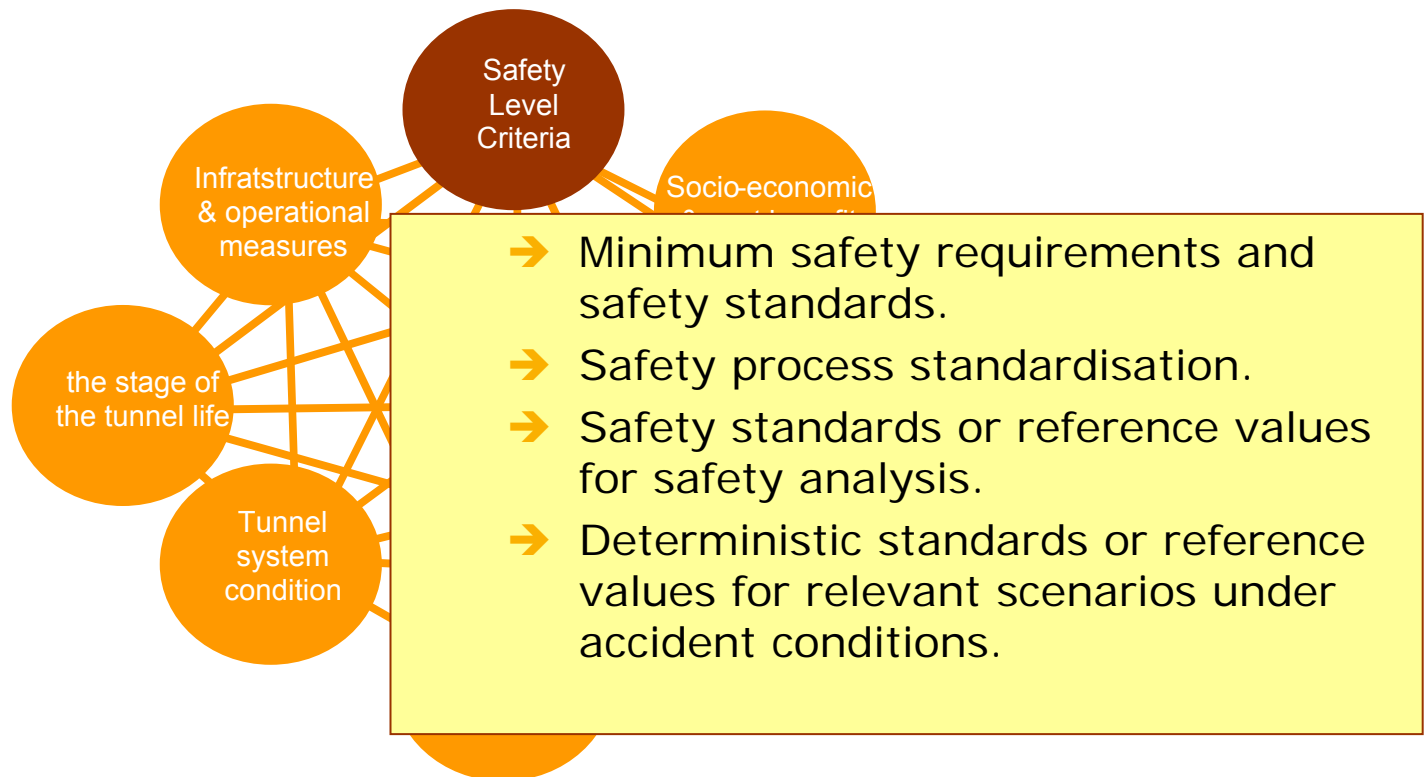 Safety
Level
Criteria
Infratstructure
& operational
measures
Socio-economic
the stage of
the tunnel life
Tunnel
system
condition
➔ Minimum safety requirements and
safety standards.
➔ Safety process standardisation.
➔ Safety standards or reference values
for safety analysis.
➔ Deterministic standards or reference
values for relevant scenarios under
accident conditions.